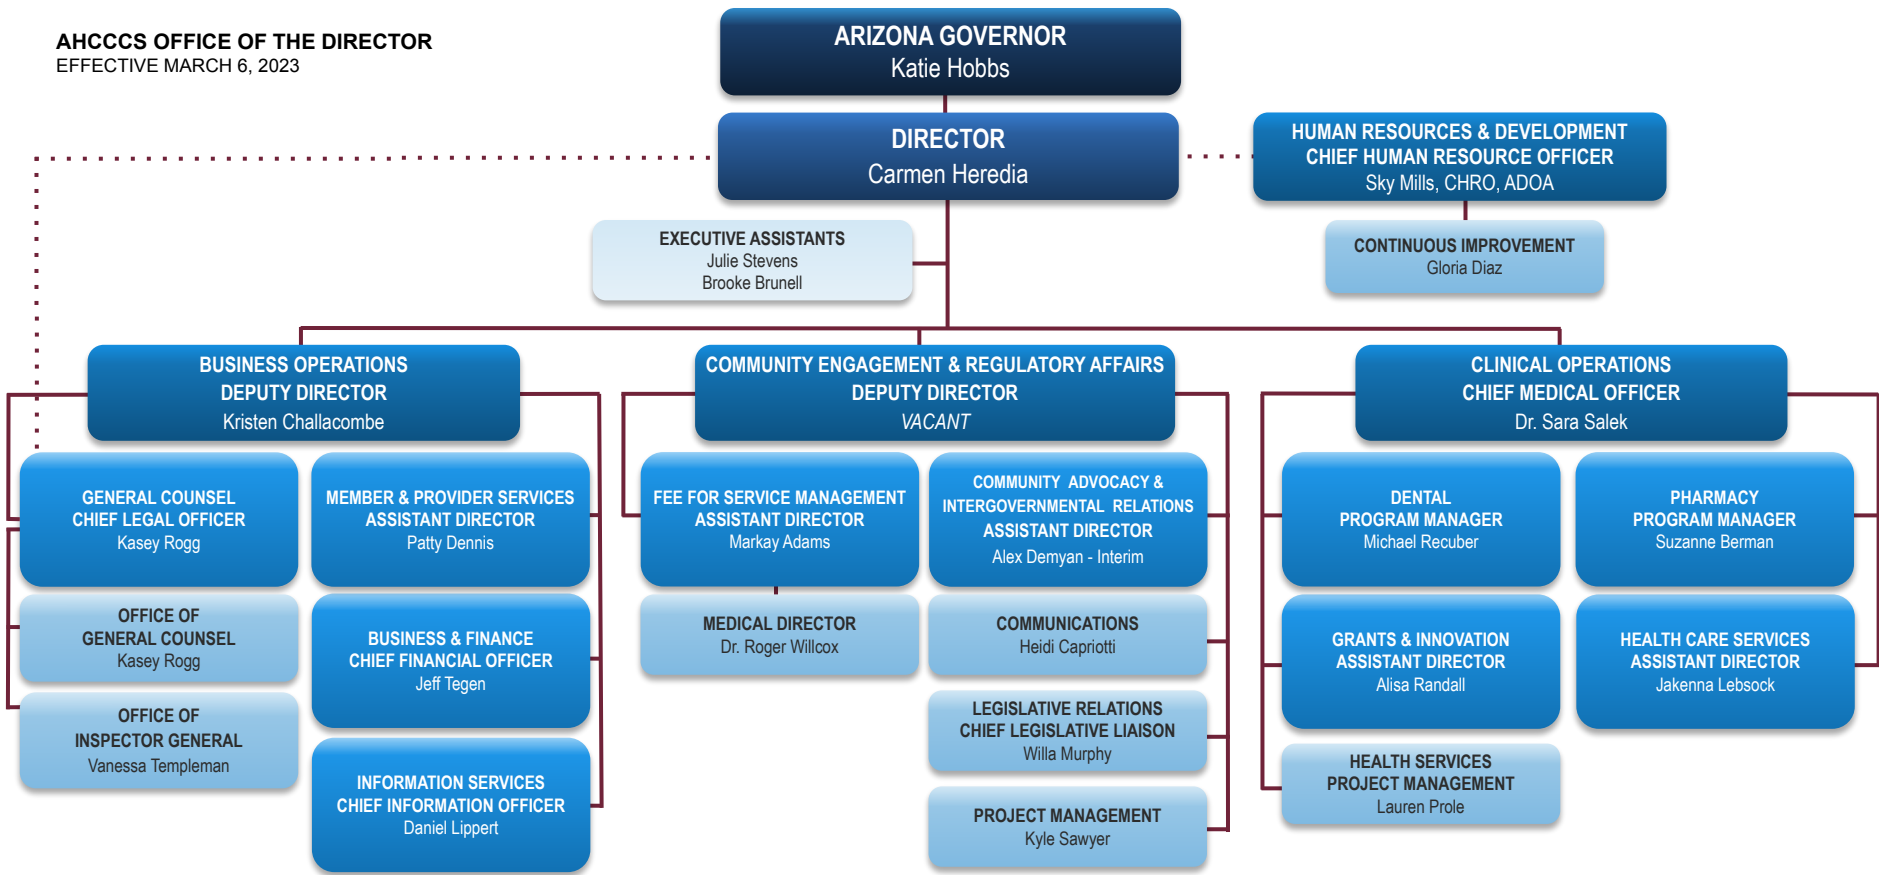 AHCCCS OFFICE OF THE DIRECTOR
EFFECTIVE MARCH 6, 2023
ARIZONA GOVERNOR
Katie Hobbs
DIRECTOR
Carmen Heredia
HUMAN RESOURCES & DEVELOPMENT
CHIEF HUMAN RESOURCE OFFICER
Sky Mills, CHRO, ADOA
EXECUTIVE ASSISTANTS
Julie Stevens
Brooke Brunell
CONTINUOUS IMPROVEMENT
Gloria Diaz
BUSINESS OPERATIONS
DEPUTY DIRECTOR
Kristen Challacombe
GENERAL COUNSEL
CHIEF LEGAL OFFICER
Kasey Rogg
OFFICE OF
GENERAL COUNSEL
Kasey Rogg
OFFICE OF
INSPECTOR GENERAL
Vanessa Templeman
MEMBER & PROVIDER SERVICES
ASSISTANT DIRECTOR
Patty Dennis
BUSINESS & FINANCE
CHIEF FINANCIAL OFFICER
Jeff Tegen
INFORMATION SERVICES
CHIEF INFORMATION OFFICER
Daniel Lippert
COMMUNITY ENGAGEMENT & REGULATORY AFFAIRS
DEPUTY DIRECTOR
VACANT
FEE FOR SERVICE MANAGEMENT
ASSISTANT DIRECTOR
Markay Adams
MEDICAL DIRECTOR
Dr. Roger Willcox
COMMUNITY ADVOCACY &
INTERGOVERNMENTAL RELATIONS
ASSISTANT DIRECTOR
Alex Demyan - Interim
COMMUNICATIONS
Heidi Capriotti
LEGISLATIVE RELATIONS
CHIEF LEGISLATIVE LIAISON
Willa Murphy
PROJECT MANAGEMENT
Kyle Sawyer
CLINICAL OPERATIONS
CHIEF MEDICAL OFFICER
Dr. Sara Salek
DENTAL
PROGRAM MANAGER
Michael Recuber
PHARMACY
PROGRAM MANAGER
Suzanne Berman
GRANTS & INNOVATION
ASSISTANT DIRECTOR
Alisa Randall
HEALTH CARE SERVICES
ASSISTANT DIRECTOR
Jakenna Lebsock
HEALTH SERVICES
PROJECT MANAGEMENT
Lauren Prole